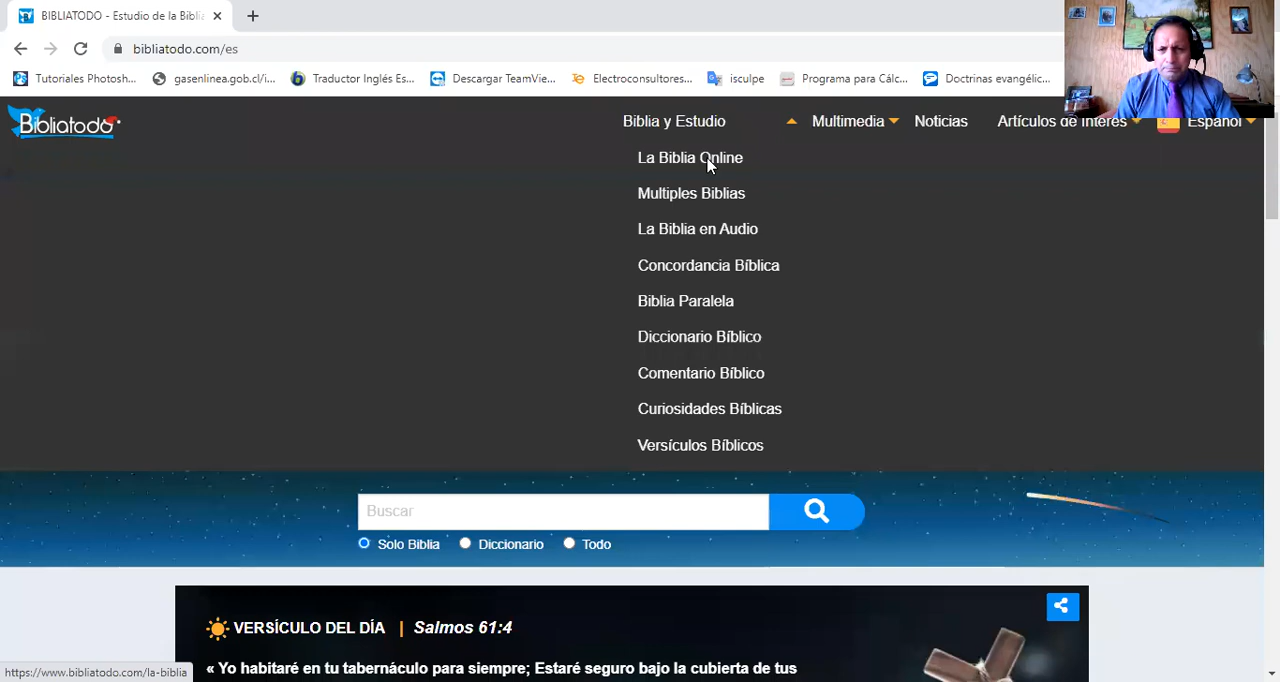 BIBLIATODO - Estudio de la Biblia
bibliatodo.com/es
Tutoriales Photosh... gasenlinea.gob.cl/i... Traductor Inglés Es... Descargar TeamVie... Electroconsultores... isculpe Programa para Cálc... Doctrinas evangélic...
Bibliatodo Biblia y Estudio Multimedia Noticias Artículos de Interés Español
La Biblia Online
Multiples Biblias
La Biblia en Audio
Concordancia Bíblica
Biblia Paralela
Diccionario Bíblico
Comentario Bíblico
Curiosidades Bíblicas
Versículos Bíblicos
Buscar
Solo Biblia Diccionario Todo
VERSÍCULO DEL DÍA | Salmos 61:4
« Yo habitaré en tu tabernáculo para siempre; Estaré seguro bajo la cubierta de tus
https://www.bibliatodo.com/la-biblia